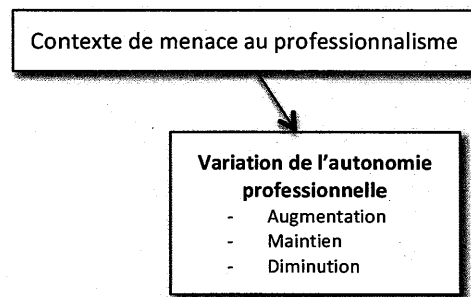 Contexte de menace au professionnalisme
Variation de l'autonomie
professionnelle
- Augmentation
- Maintien
- Diminution